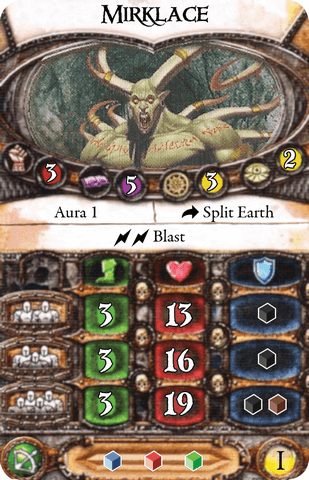 MIRKLACE
3 5 3 2
Aura 1 Split Earth
Blast
3 13
3 16
3 19
I